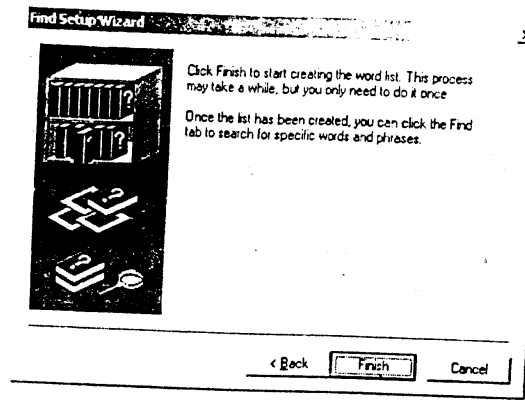 Find Setup Wizard
Click Finish to start creating the word list. This process
may take a while, but you only need to do it once
Once the list has been created, you can click the Find
tab to search for specific words and phrases.
? ?
?
?
< Back
Finish
Cancel